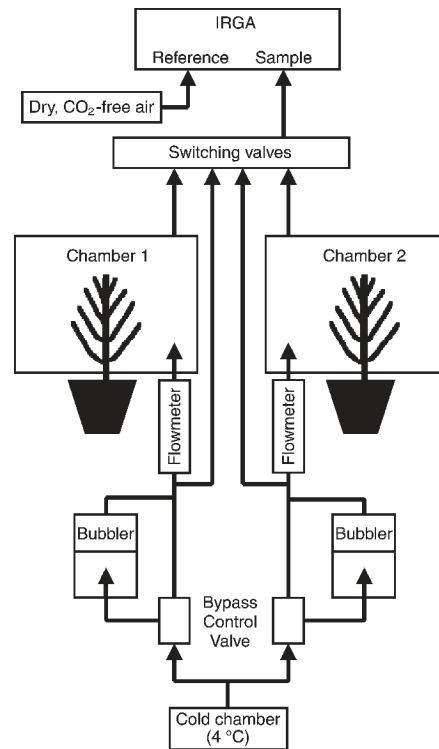 IRGA
Reference Sample
Dry, CO₂-free air
Switching valves
Chamber 1
Chamber 2
Flowmeter
Flowmeter
Bubbler
Bubbler
Bypass
Control
Valve
Cold chamber
(4 °C)